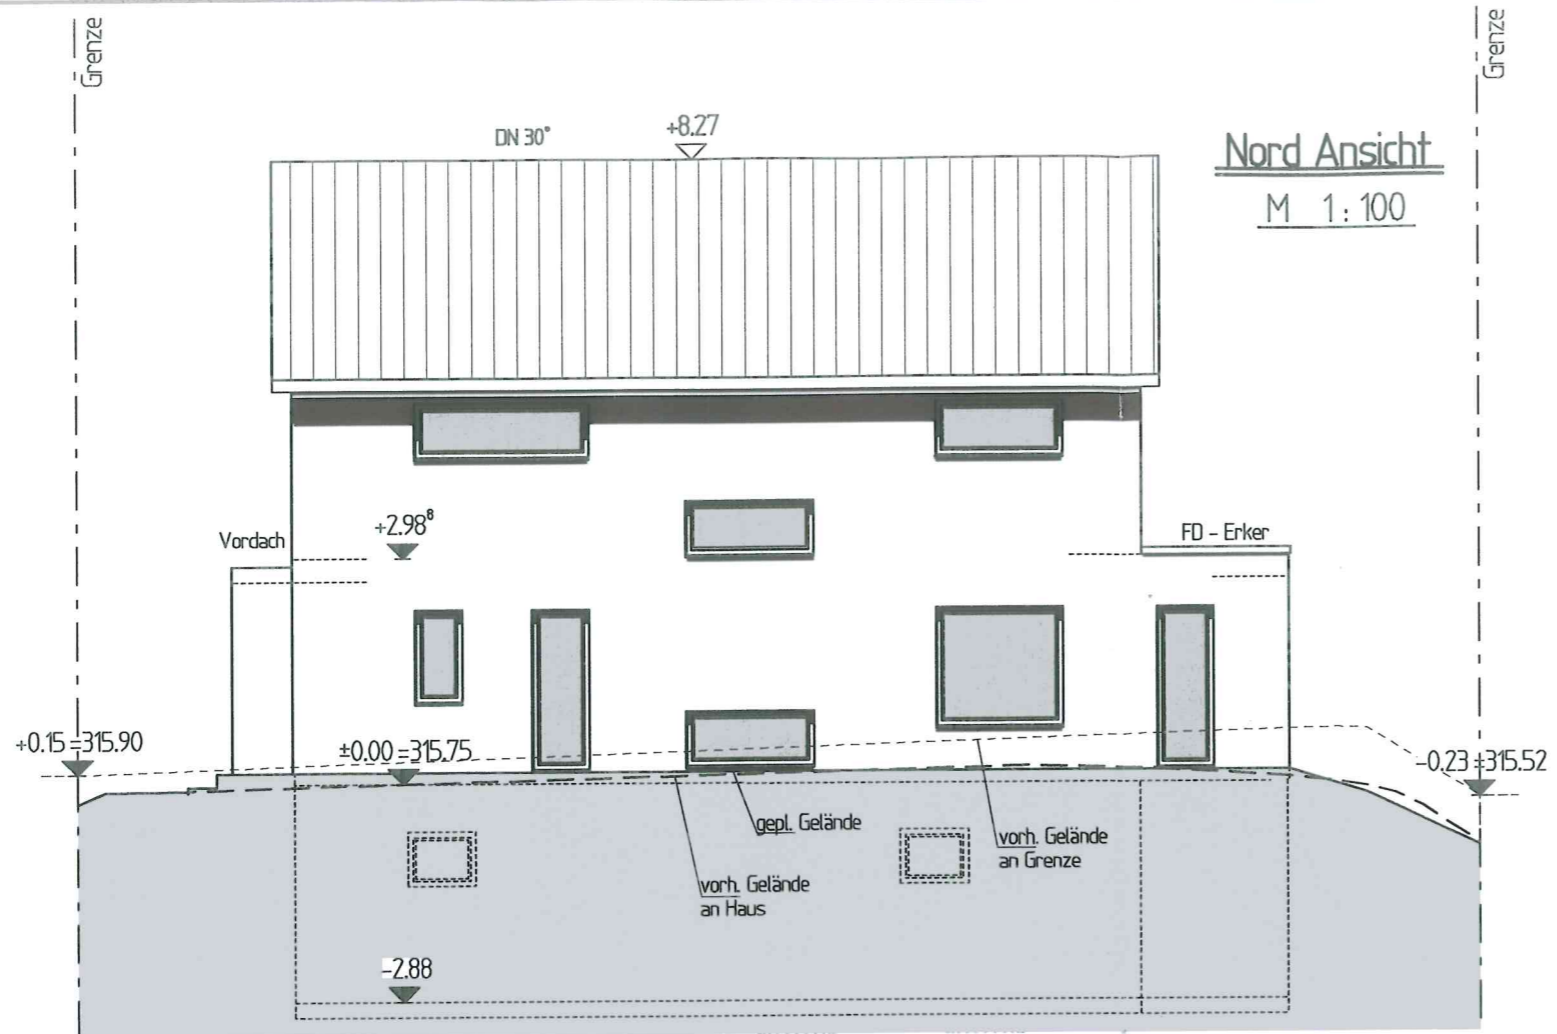 Grenze
Grenze
DN 30°
+8.27
Nord Ansicht
M 1:100
Vordach
+2.98⁸
FD - Erker
+0.15=315.90
±0.00=315.75
-0.23=315.52
gepl. Gelände
vorh. Gelände
an Grenze
vorh. Gelände
an Haus
-2.88